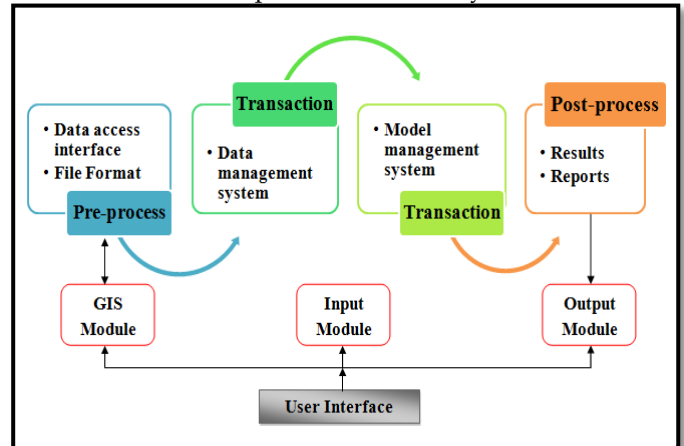 Transaction
Post-process
• Data access
interface
• File Format
Pre-process
• Data
management
system
• Model
management
system
Transaction
• Results
• Reports
GIS
Module
Input
Module
Output
Module
User Interface